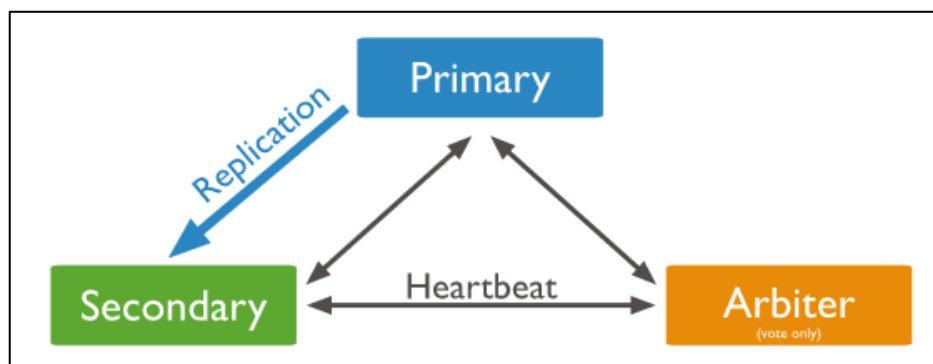 Primary
Replication
Heartbeat
Secondary
Arbiter
(vote only)